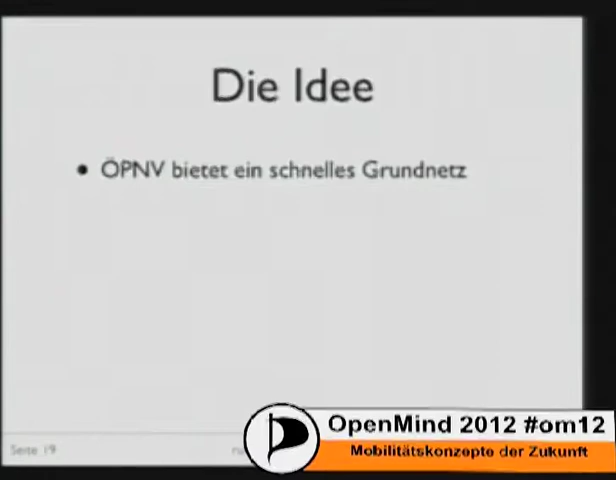 Die Idee
• ÖPNV bietet ein schnelles Grundnetz
Seite 19
OpenMind 2012 #om12
Mobilitätskonzepte der Zukunft